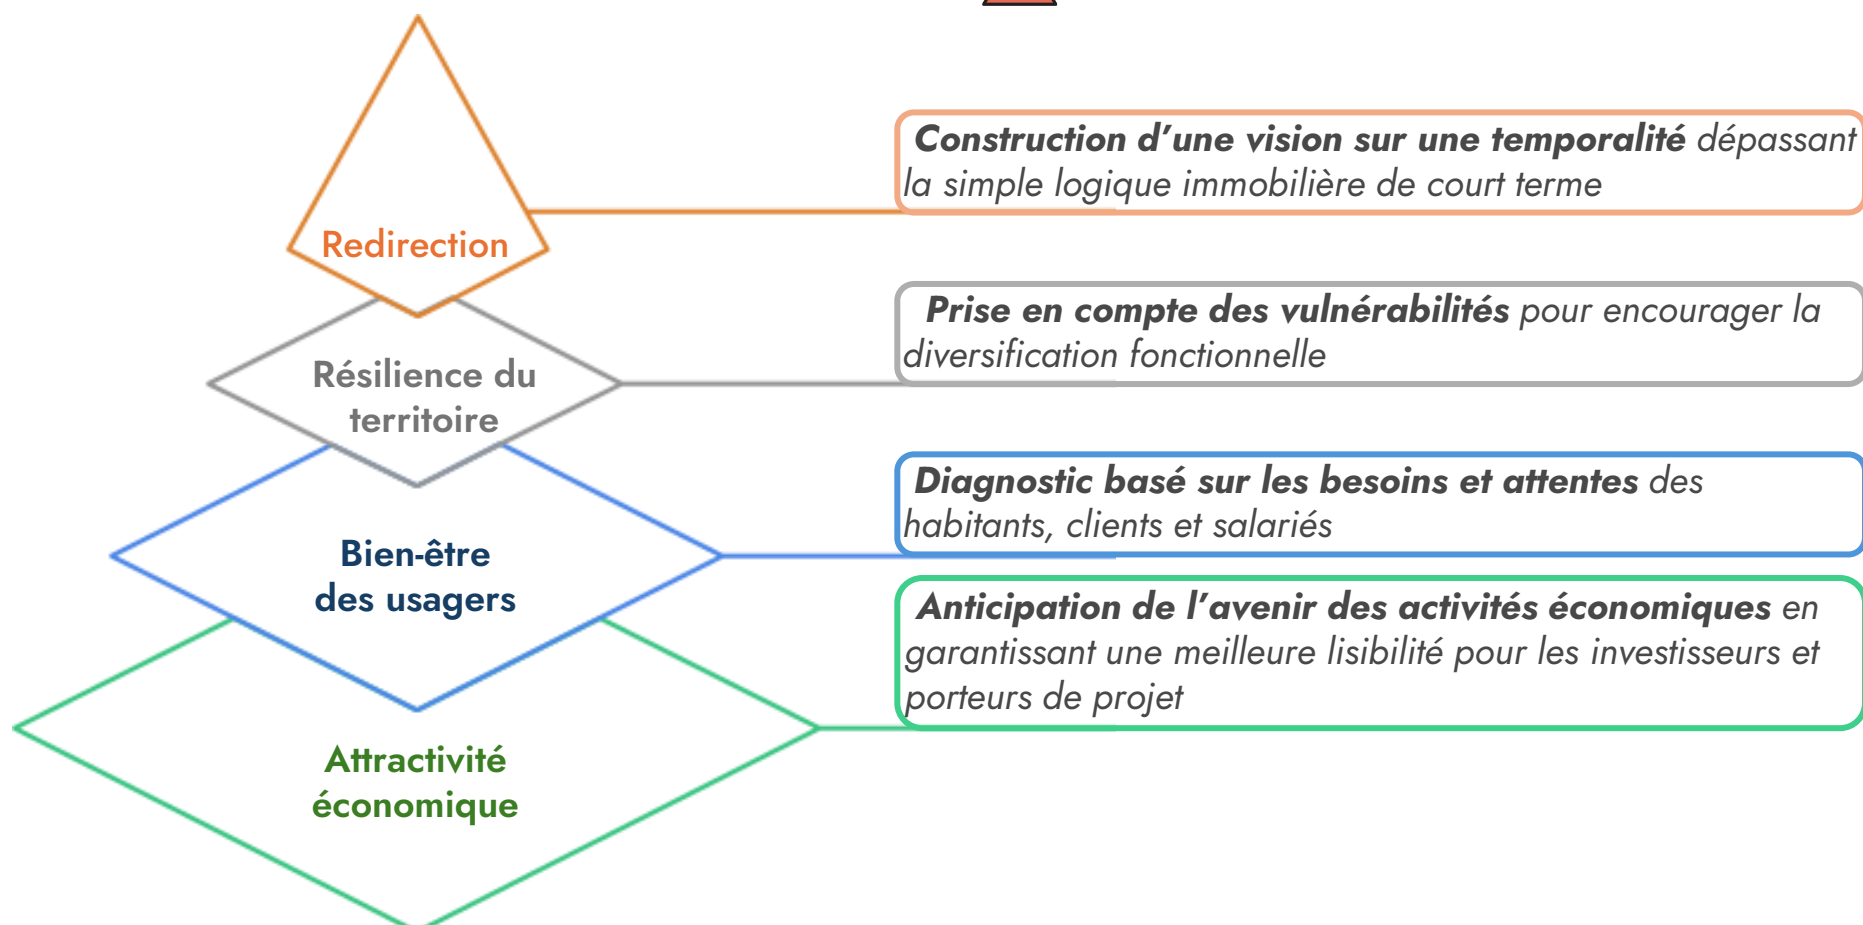 Construction d’une vision sur une temporalité dépassant
la simple logique immobilière de court terme
Redirection
Prise en compte des vulnérabilités pour encourager la
diversification fonctionnelle
Résilience du
territoire
Diagnostic basé sur les besoins et attentes des
habitants, clients et salariés
Bien-être
des usagers
Anticipation de l’avenir des activités économiques en
garantissant une meilleure lisibilité pour les investisseurs et
porteurs de projet
Attractivité
économique